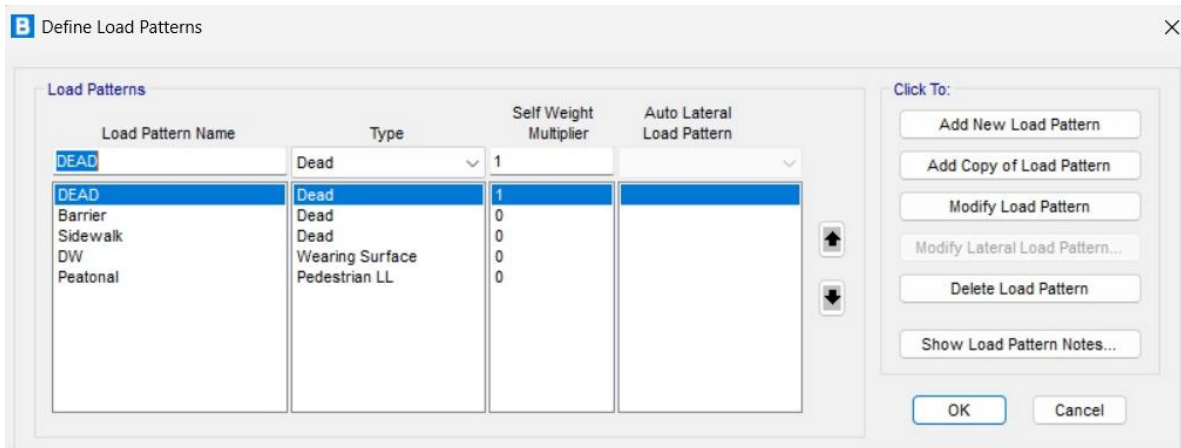 B Define Load Patterns
Load Patterns
Click To:
Self Weight Auto Lateral
Load Pattern Name Type Multiplier Load Pattern
Add New Load Pattern
DEAD Dead 1
Add Copy of Load Pattern
DEAD Dead 1
Barrier Dead 0
Modify Load Pattern
Sidewalk Dead 0
DW Wearing Surface 0
Modify Lateral Load Pattern...
Peatonal Pedestrian LL 0
Delete Load Pattern
Show Load Pattern Notes...
OK Cancel